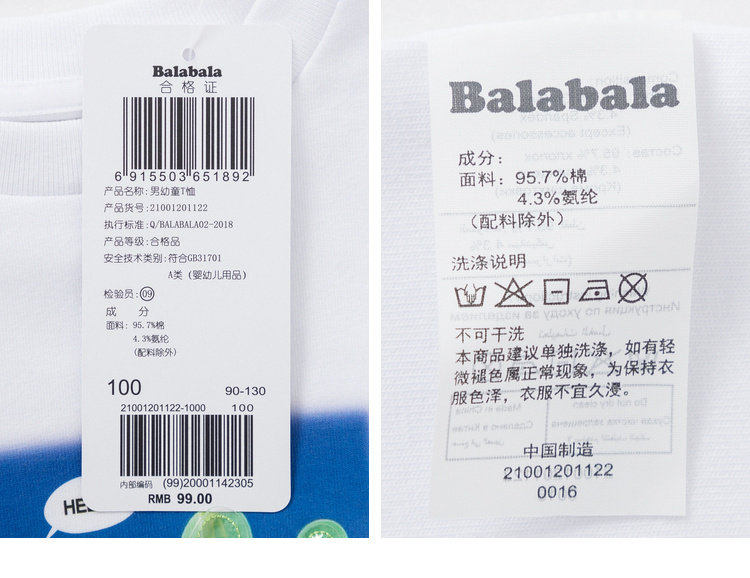 Balabala
合格证
6 915503 651892
产品名称: 男幼童T恤
产品货号: 21001201122
执行标准: Q/BALABALA02-2018
产品等级: 合格品
安全技术类别: 符合GB31701
A类 (婴幼儿用品)
检验员: 09
成 分
面料: 95.7%棉
4.3%氨纶
(配料除外)
100 90-130
21001201122-1000 100
内部编码 (99)20001142305
RMB 99.00
HE
Balabala
成分:
面料: 95.7%棉
4.3%氨纶
(配料除外)
洗涤说明
不可干洗
本商品建议单独洗涤, 如有轻
微褪色属正常现象, 为保持衣
服色泽, 衣服不宜久浸。
中国制造
21001201122
0016